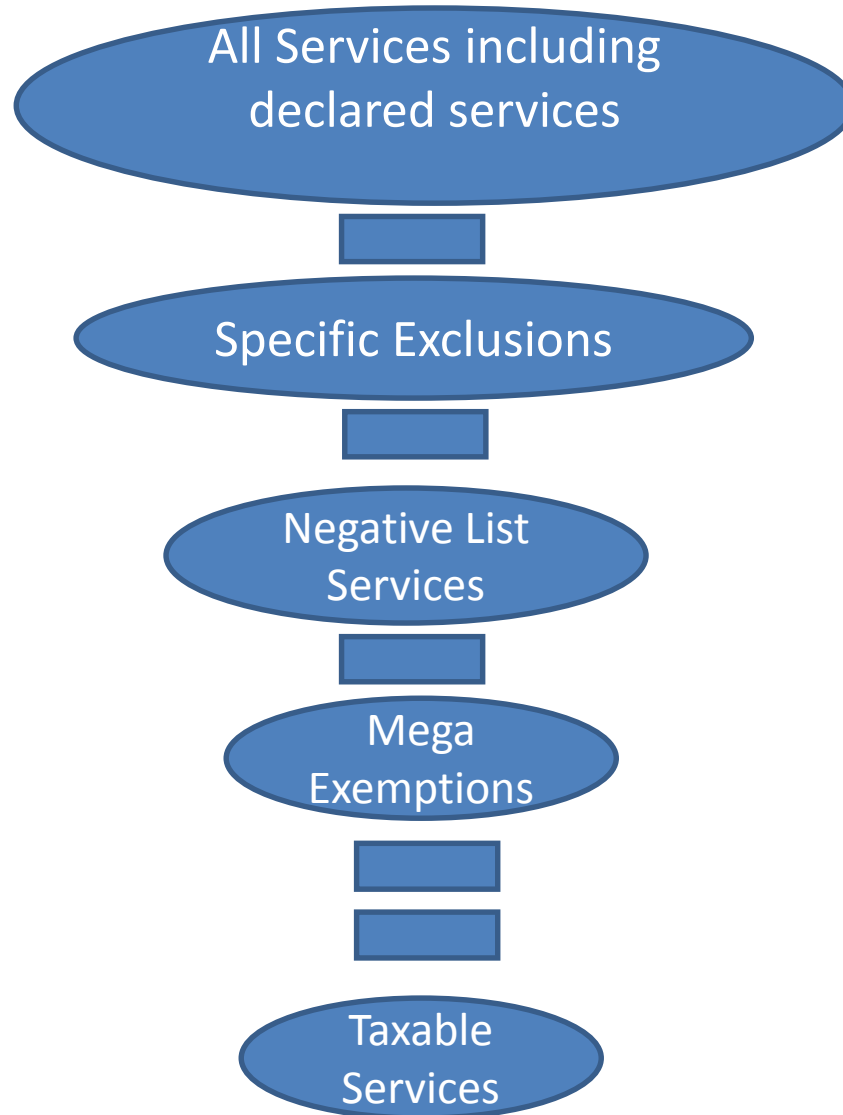 All Services including
declared services
Specific Exclusions
Negative List
Services
Mega
Exemptions
Taxable
Services